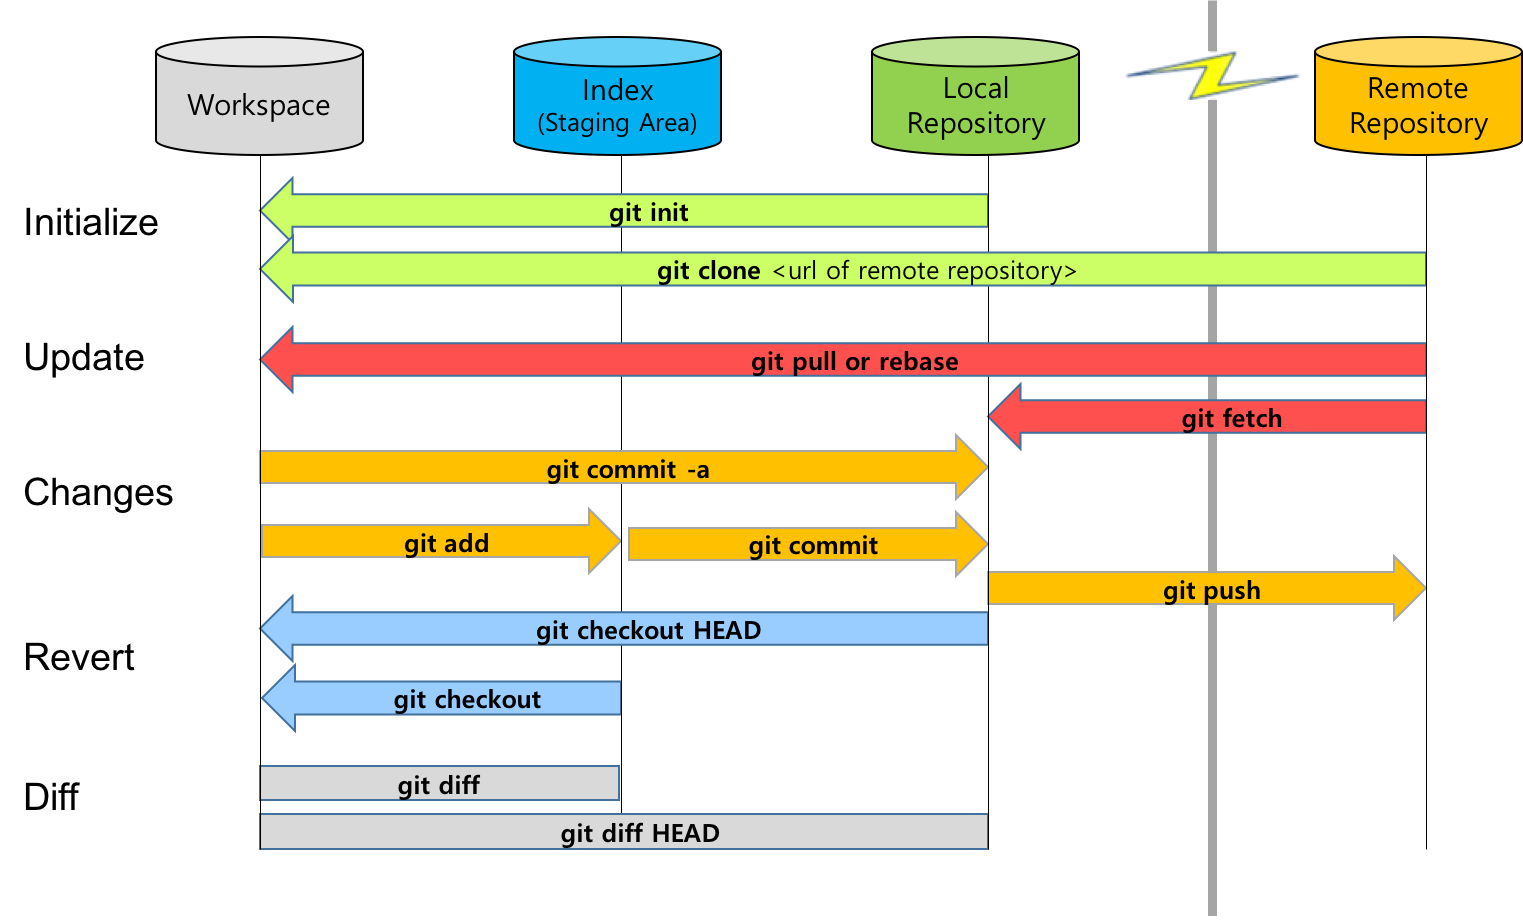 Workspace
Index
(Staging Area)
Local
Repository
Remote
Repository
Initialize
git init
git clone <url of remote repository>
Update
git pull or rebase
git fetch
Changes
git commit -a
git add
git commit
git push
Revert
git checkout HEAD
git checkout
Diff
git diff
git diff HEAD